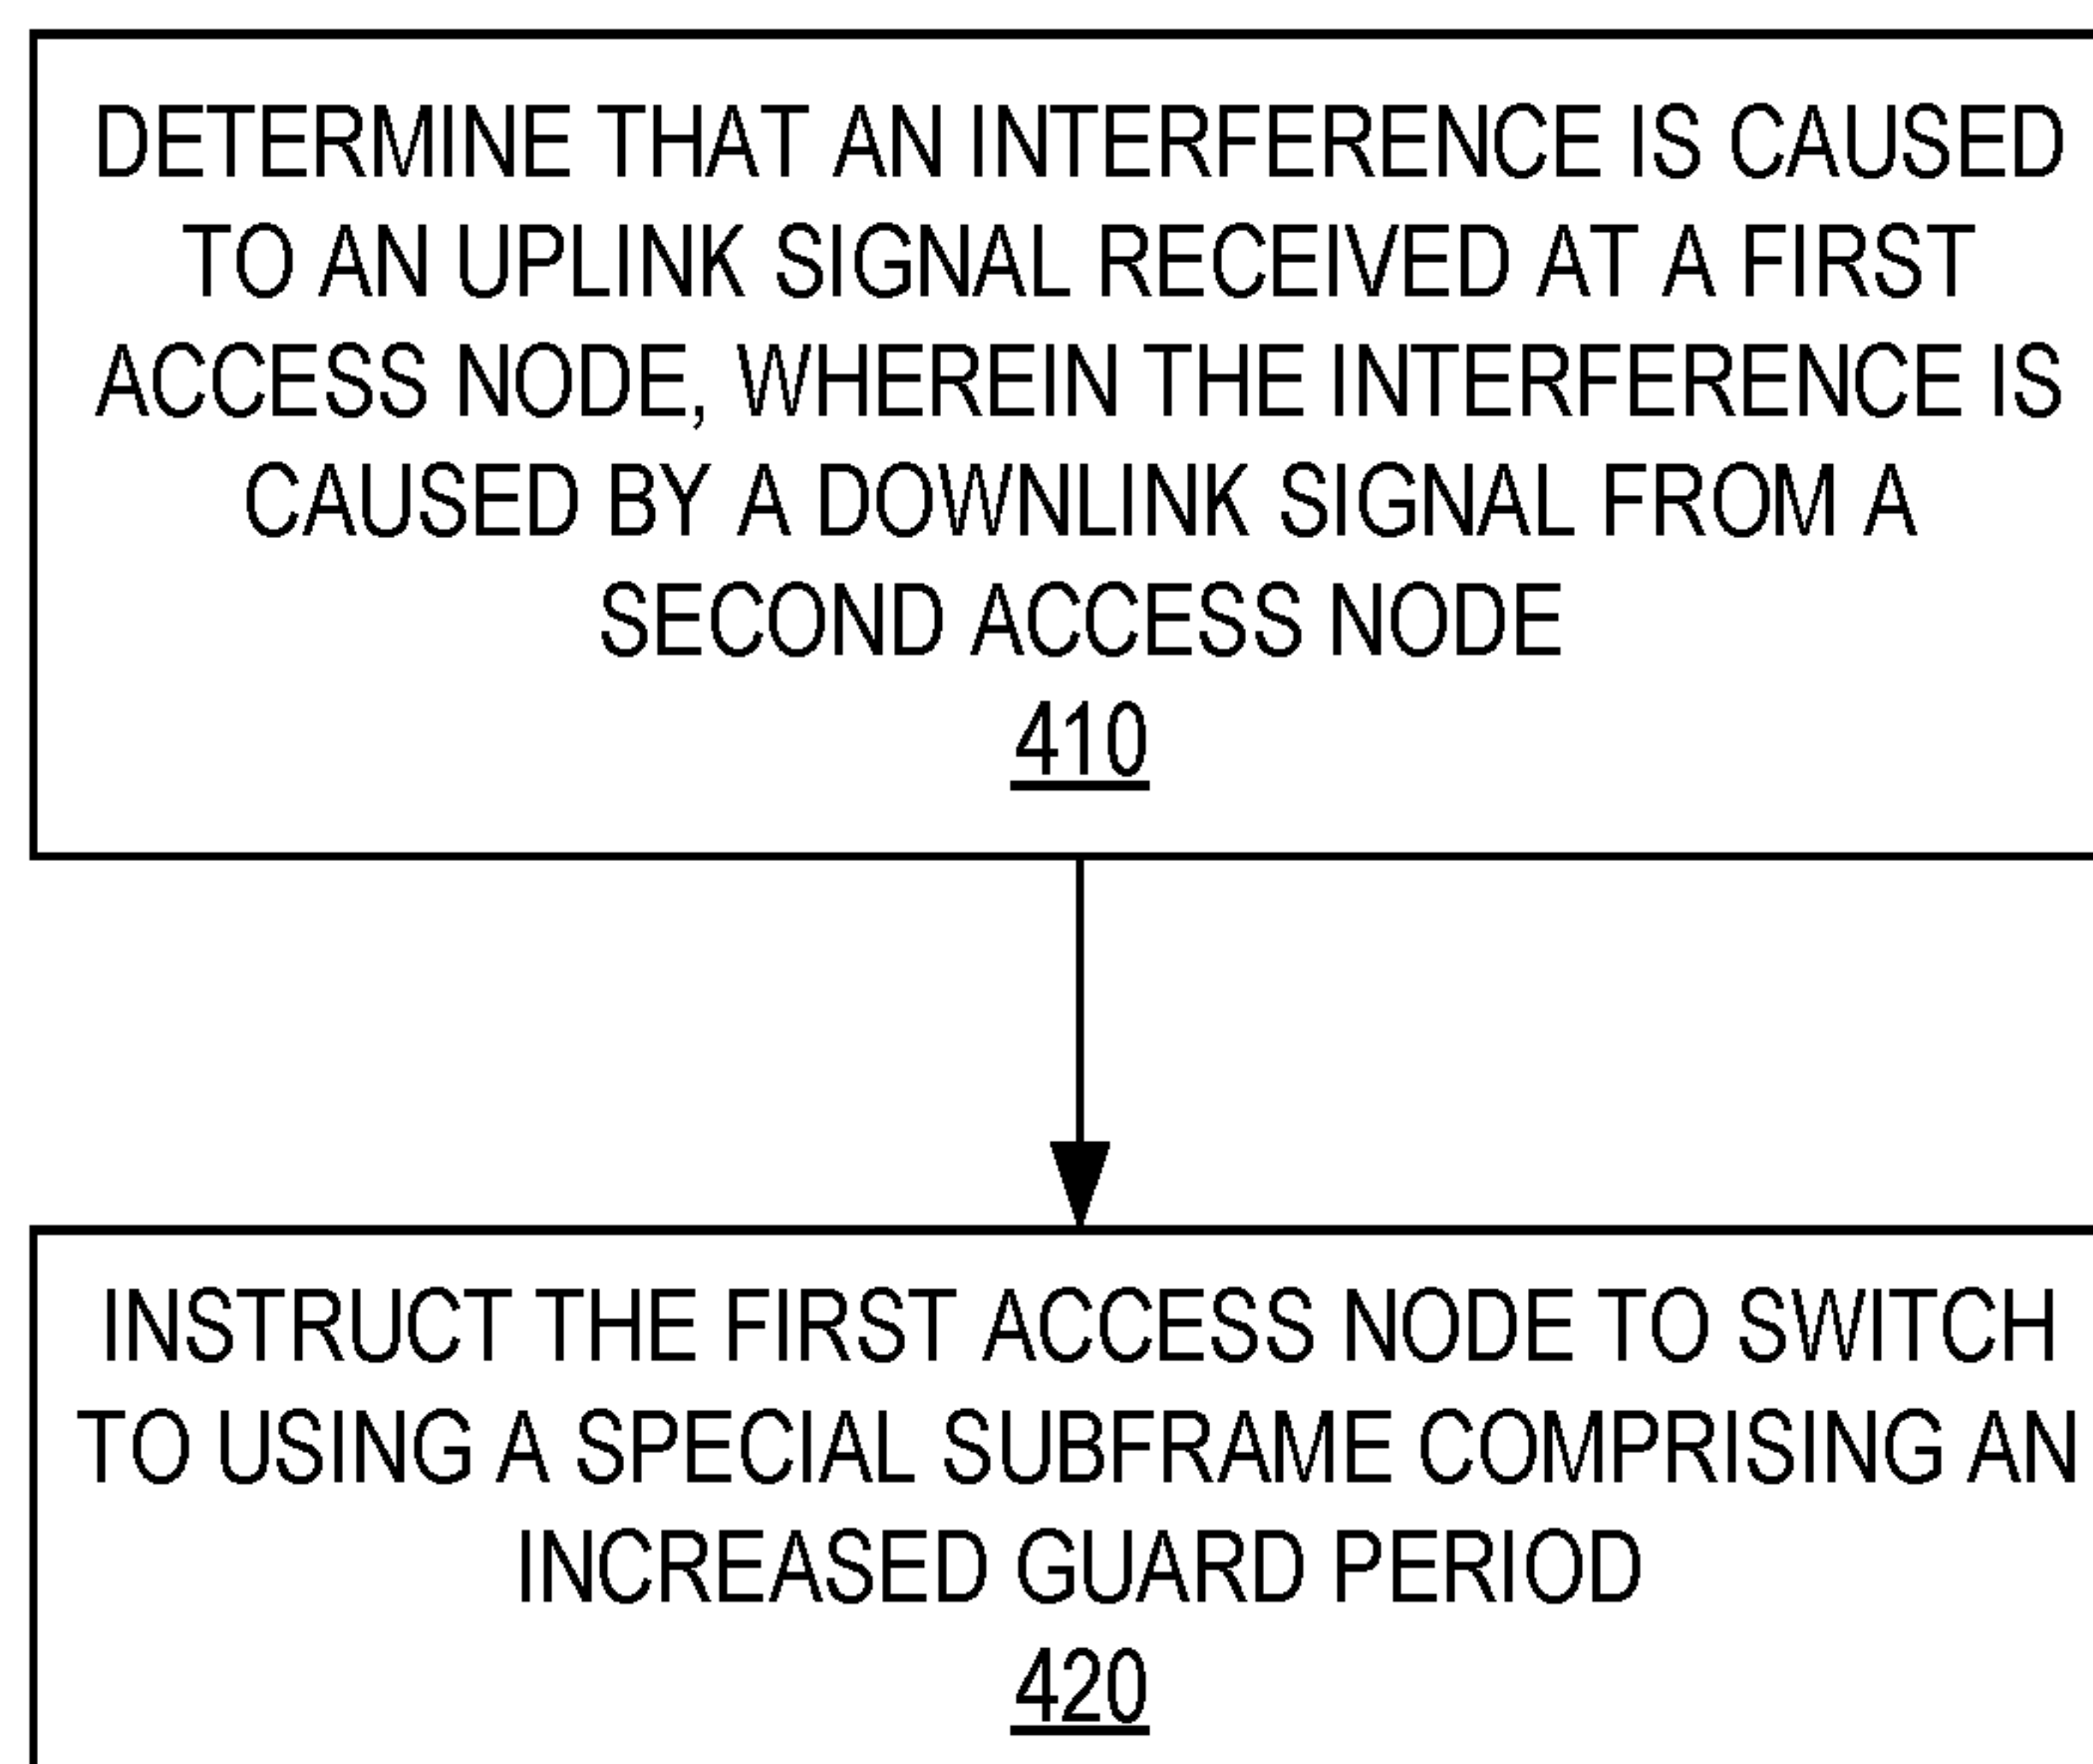 DETERMINE THAT AN INTERFERENCE IS CAUSED
TO AN UPLINK SIGNAL RECEIVED AT A FIRST
ACCESS NODE, WHEREIN THE INTERFERENCE IS
CAUSED BY A DOWNLINK SIGNAL FROM A
SECOND ACCESS NODE
410
INSTRUCT THE FIRST ACCESS NODE TO SWITCH
TO USING A SPECIAL SUBFRAME COMPRISING AN
INCREASED GUARD PERIOD
420